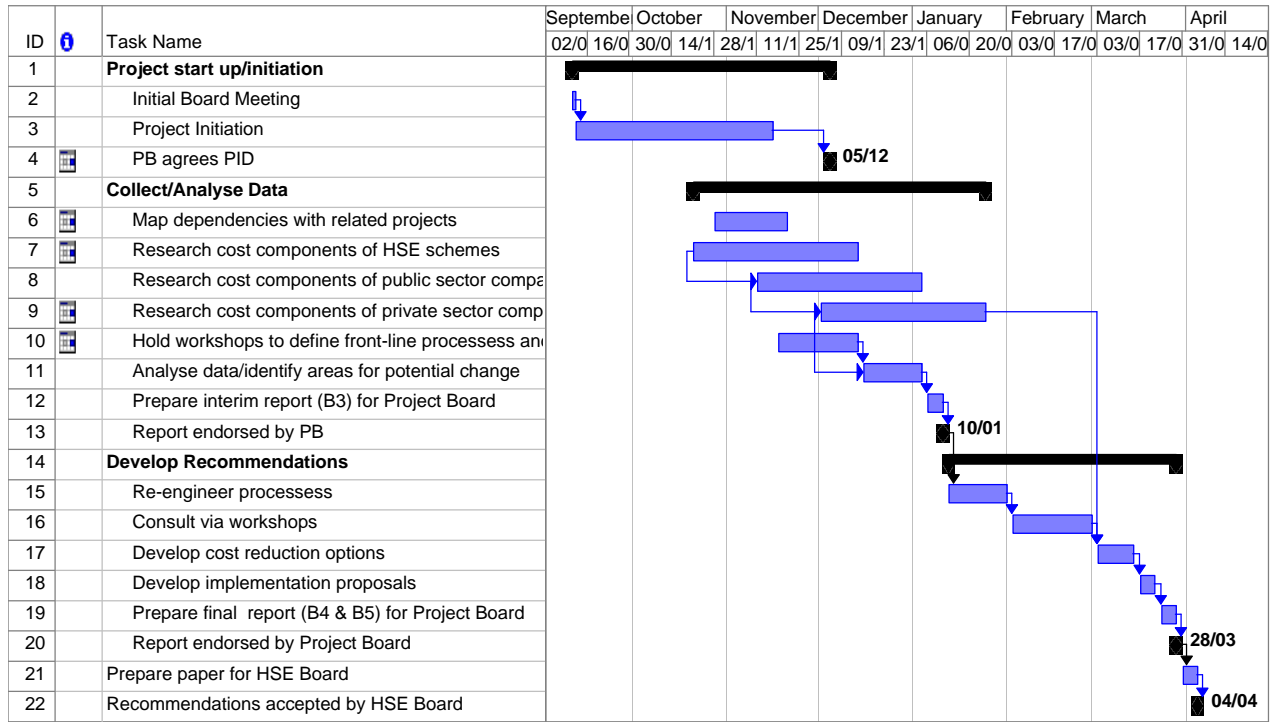 Septembe October November December January February March April
ID Task Name 02/0 16/0 30/0 14/1 28/1 11/1 25/1 09/1 23/1 06/0 20/0 03/0 17/0 03/0 17/0 31/0 14/0
1 Project start up/initiation
2 Initial Board Meeting
3 Project Initiation
4 PB agrees PID 05/12
5 Collect/Analyse Data
6 Map dependencies with related projects
7 Research cost components of HSE schemes
8 Research cost components of public sector compa
9 Research cost components of private sector comp
10 Hold workshops to define front-line processess an
11 Analyse data/identify areas for potential change
12 Prepare interim report (B3) for Project Board
13 Report endorsed by PB 10/01
14 Develop Recommendations
15 Re-engineer processess
16 Consult via workshops
17 Develop cost reduction options
18 Develop implementation proposals
19 Prepare final report (B4 & B5) for Project Board
20 Report endorsed by Project Board 28/03
21 Prepare paper for HSE Board
22 Recommendations accepted by HSE Board 04/04